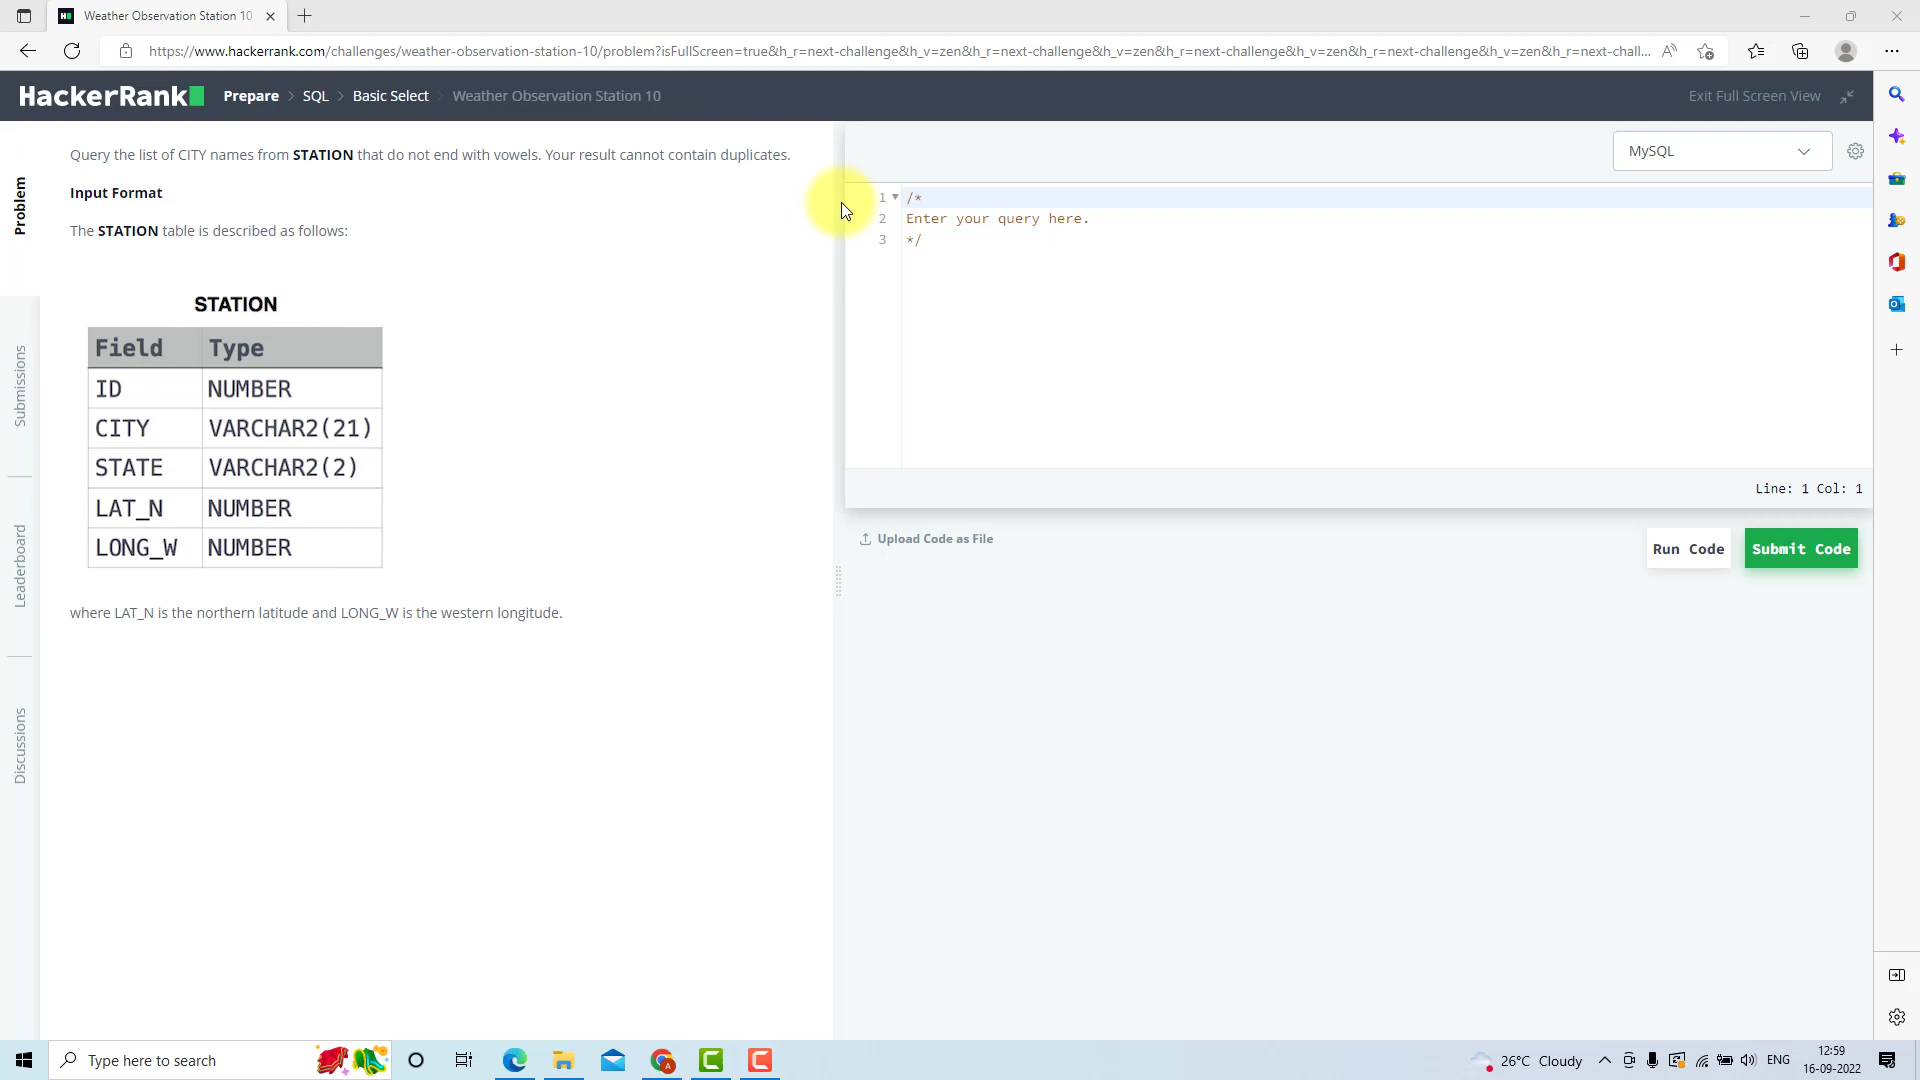 Weather Observation Station 10
https://www.hackerrank.com/challenges/weather-observation-station-10/problem?isFullScreen=true&h_r=next-challenge&h_v=zen&h_r=next-challenge&h_v=zen&h_r=next-challenge&h_v=zen&h_r=next-challenge&h_v=zen&h_r=next-chall...
HackerRank
Prepare > SQL > Basic Select > Weather Observation Station 10
Exit Full Screen View
Problem
Submissions
Leaderboard
Discussions
Query the list of CITY names from STATION that do not end with vowels. Your result cannot contain duplicates.
Input Format
The STATION table is described as follows:
STATION
Field Type
ID NUMBER
CITY VARCHAR2(21)
STATE VARCHAR2(2)
LAT_N NUMBER
LONG_W NUMBER
where LAT_N is the northern latitude and LONG_W is the western longitude.
MySQL
1 /*
2 Enter your query here.
3 */
Line: 1 Col: 1
Upload Code as File
Run Code
Submit Code
Type here to search
26°C Cloudy
ENG
12:59
16-09-2022